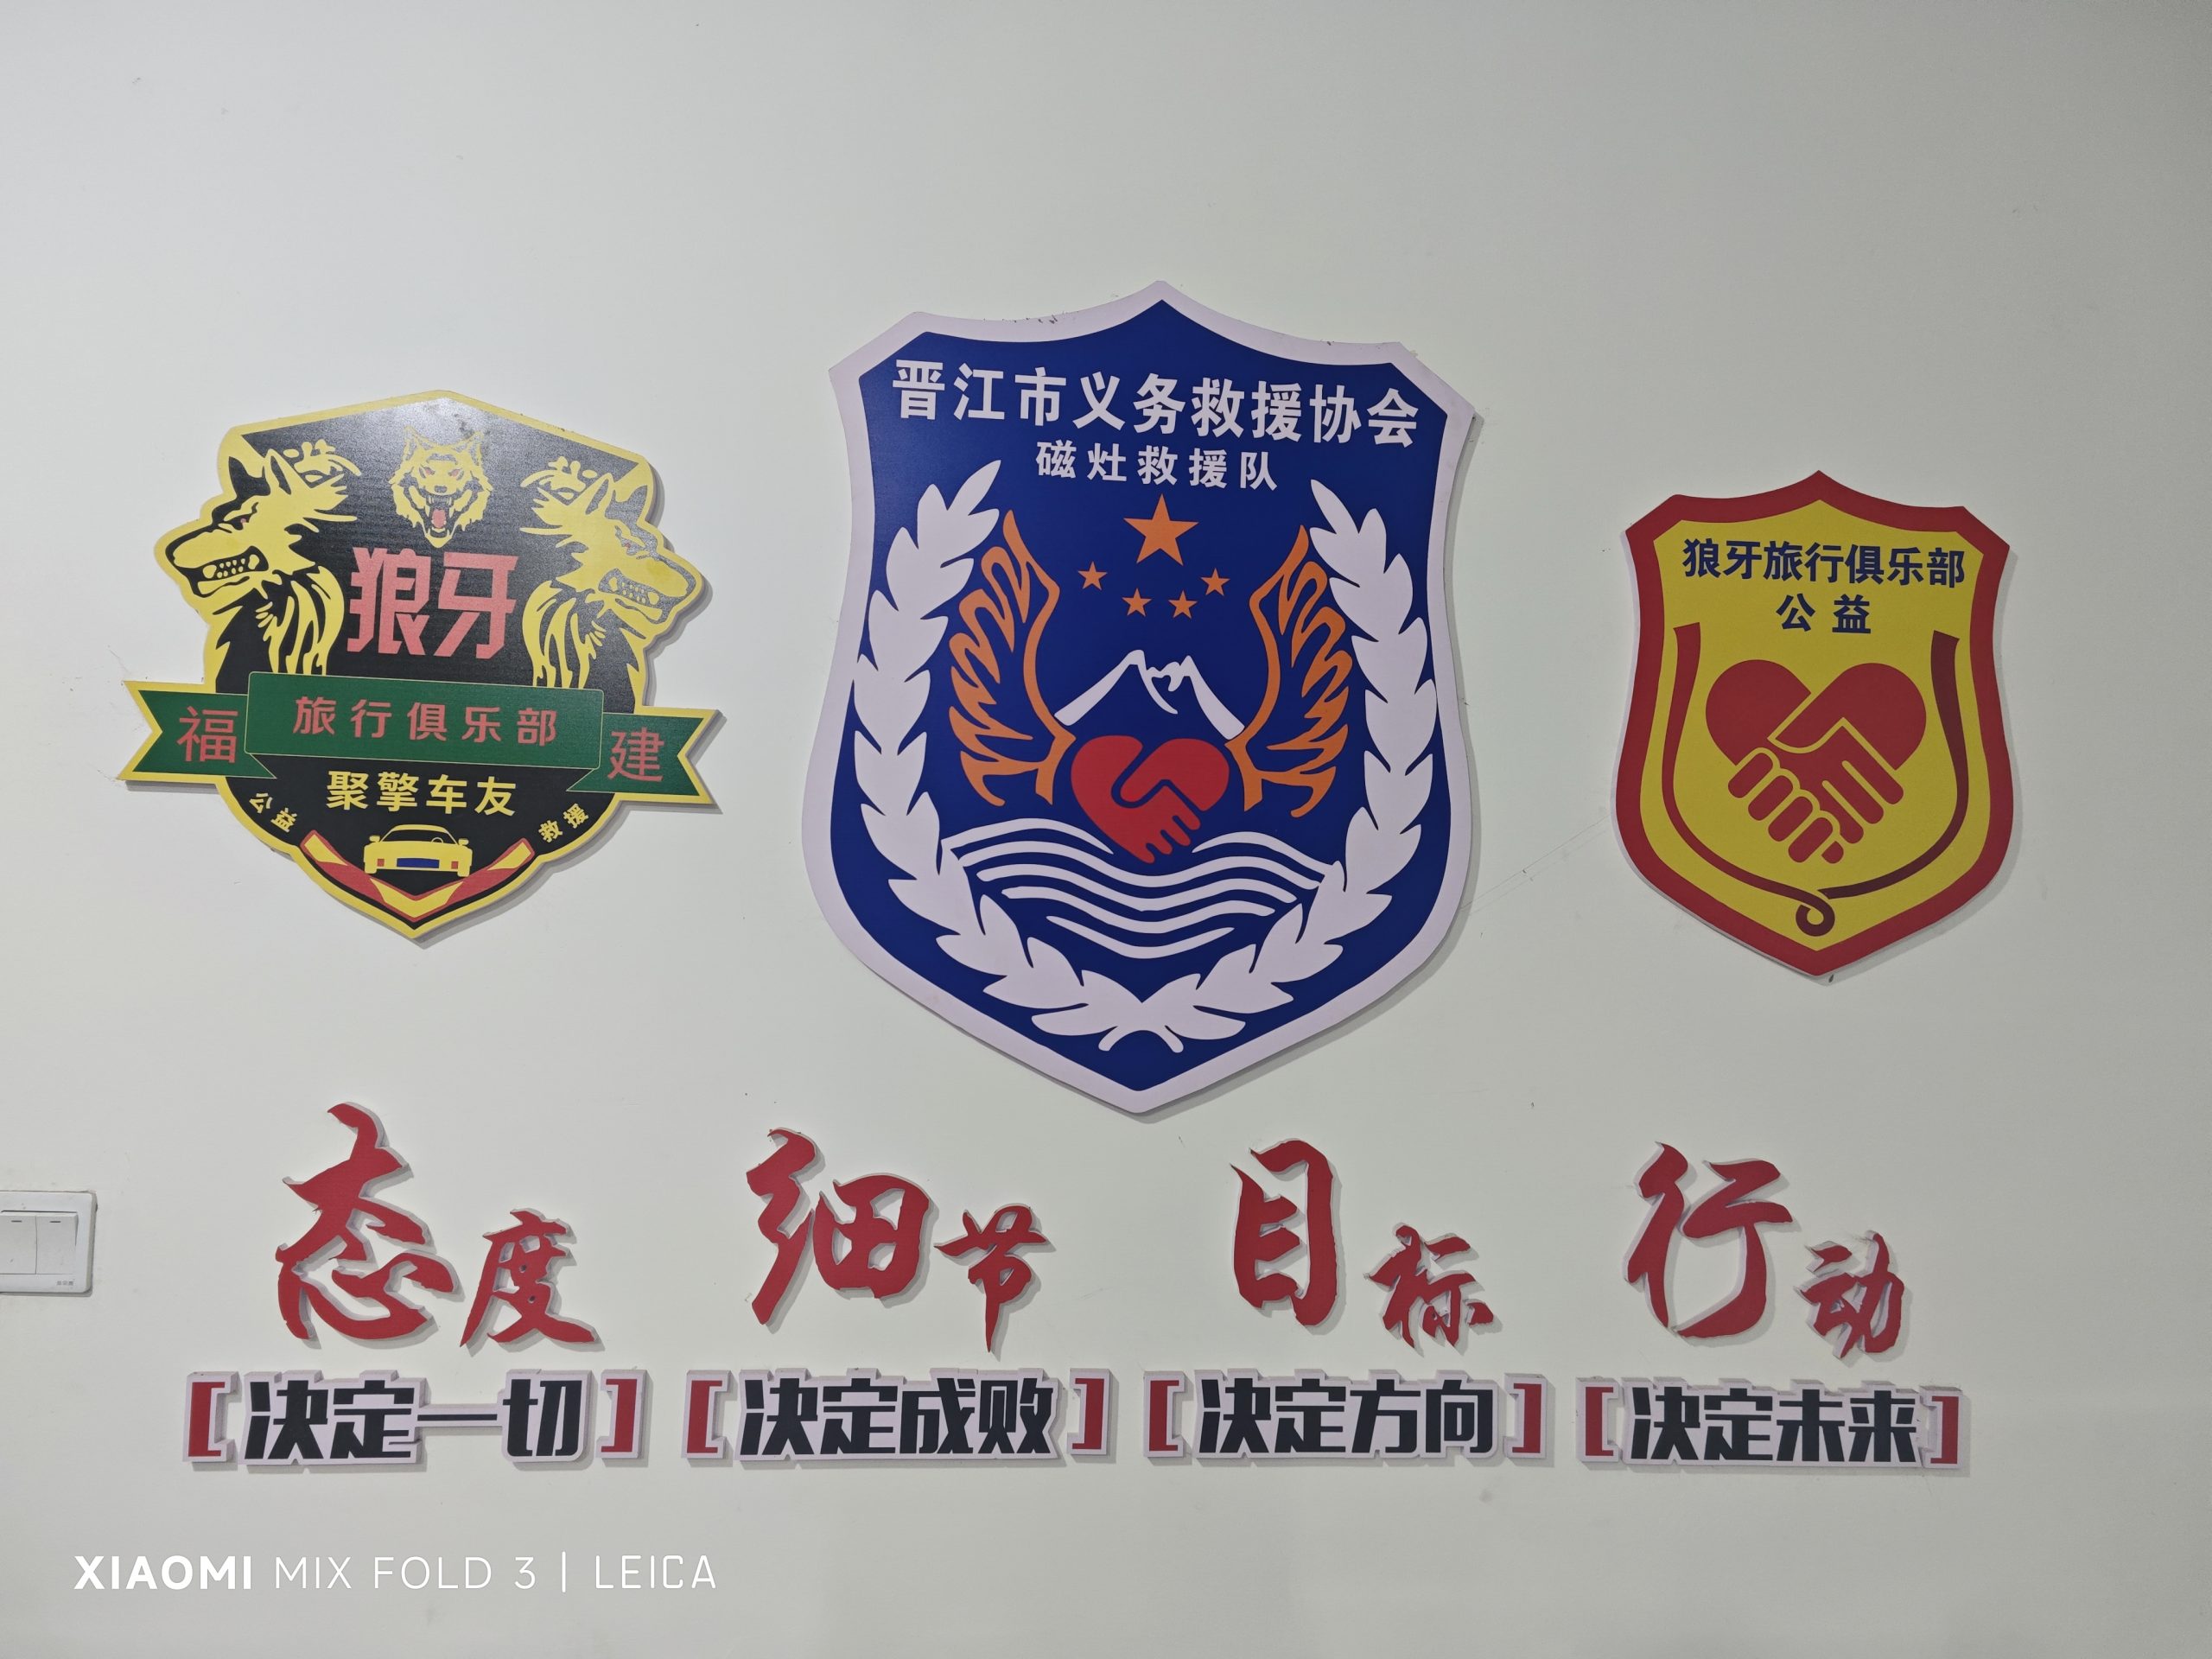 狼牙
福 旅行俱乐部 建
聚擎车友
公益 救援
晋江市义务救援协会
磁灶救援队
狼牙旅行俱乐部
公益
态度 细节 目标 行动
[决定一切] [决定成败] [决定方向] [决定未来]
XIAOMI MIX FOLD 3 | LEICA